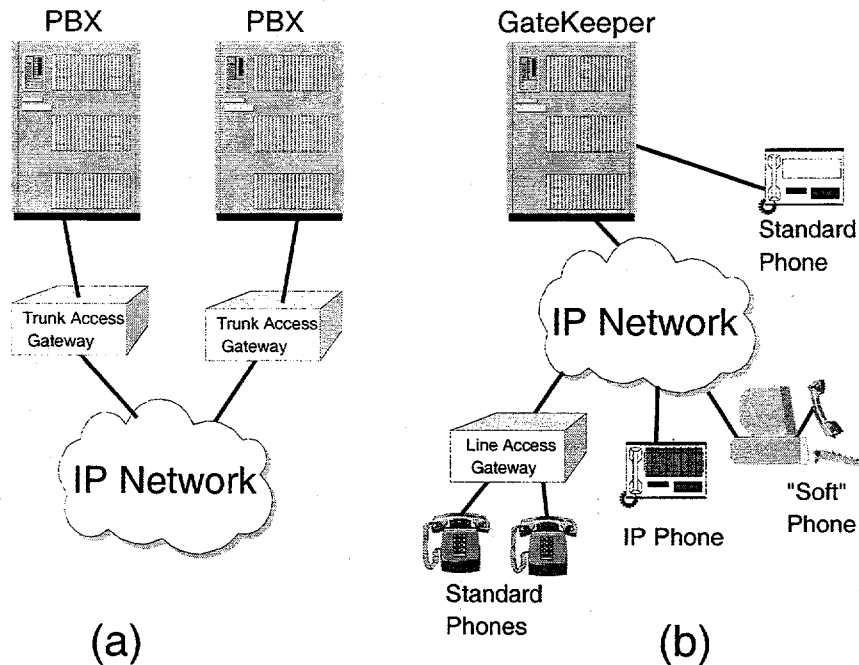 PBX
PBX
Trunk Access
Gateway
Trunk Access
Gateway
IP Network
(a)
GateKeeper
Standard
Phone
IP Network
Line Access
Gateway
IP Phone
"Soft"
Phone
Standard
Phones
(b)